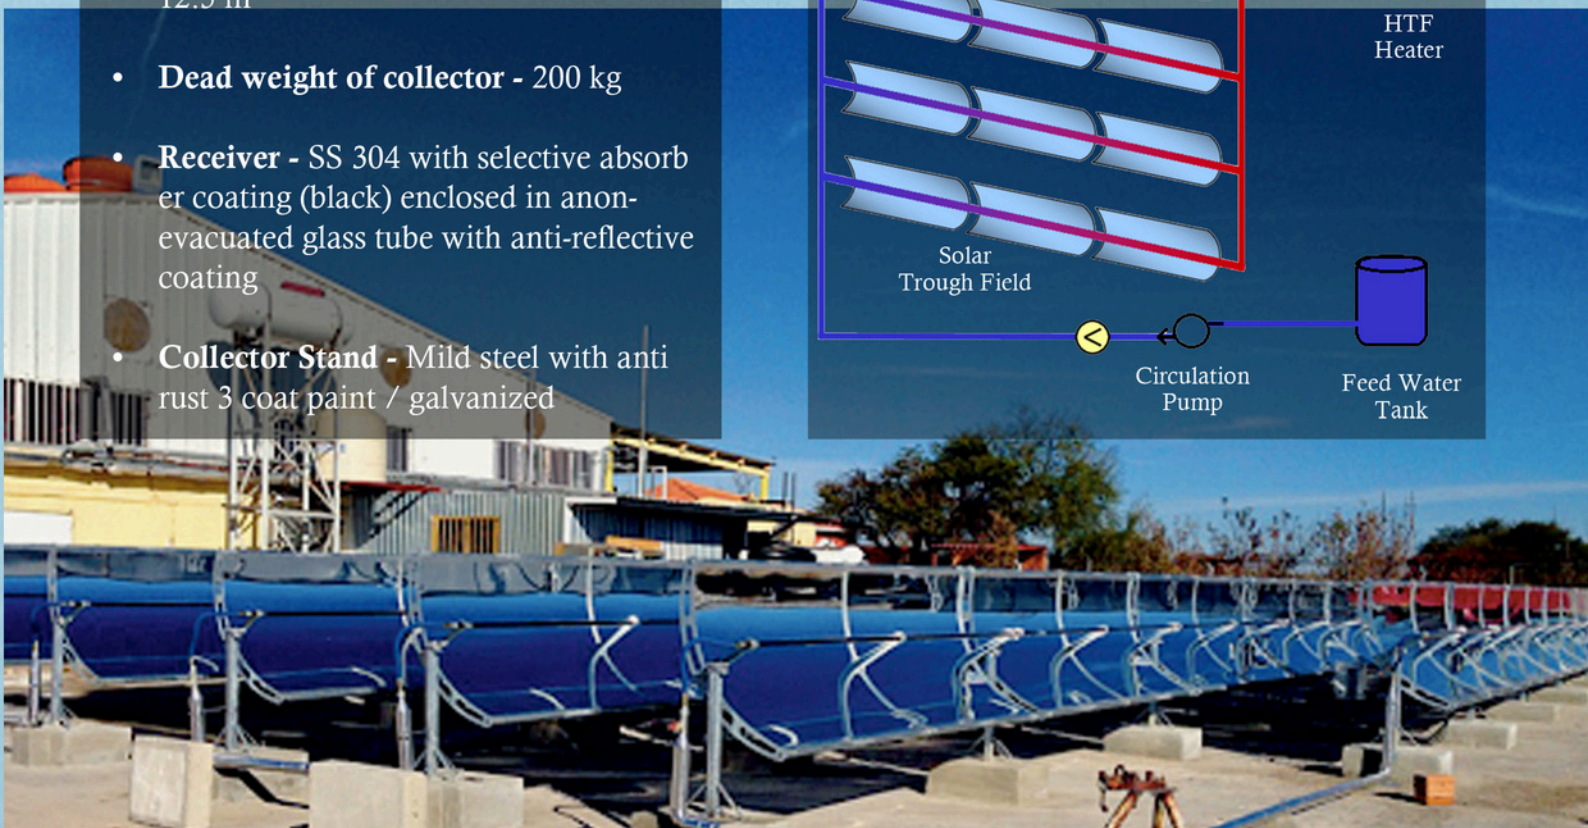 • Dead weight of collector - 200 kg
• Receiver - SS 304 with selective absorb
er coating (black) enclosed in anon-
evacuated glass tube with anti-reflective
coating
• Collector Stand - Mild steel with anti
rust 3 coat paint / galvanized
HTF
Heater
Solar
Trough Field
Circulation
Pump
Feed Water
Tank